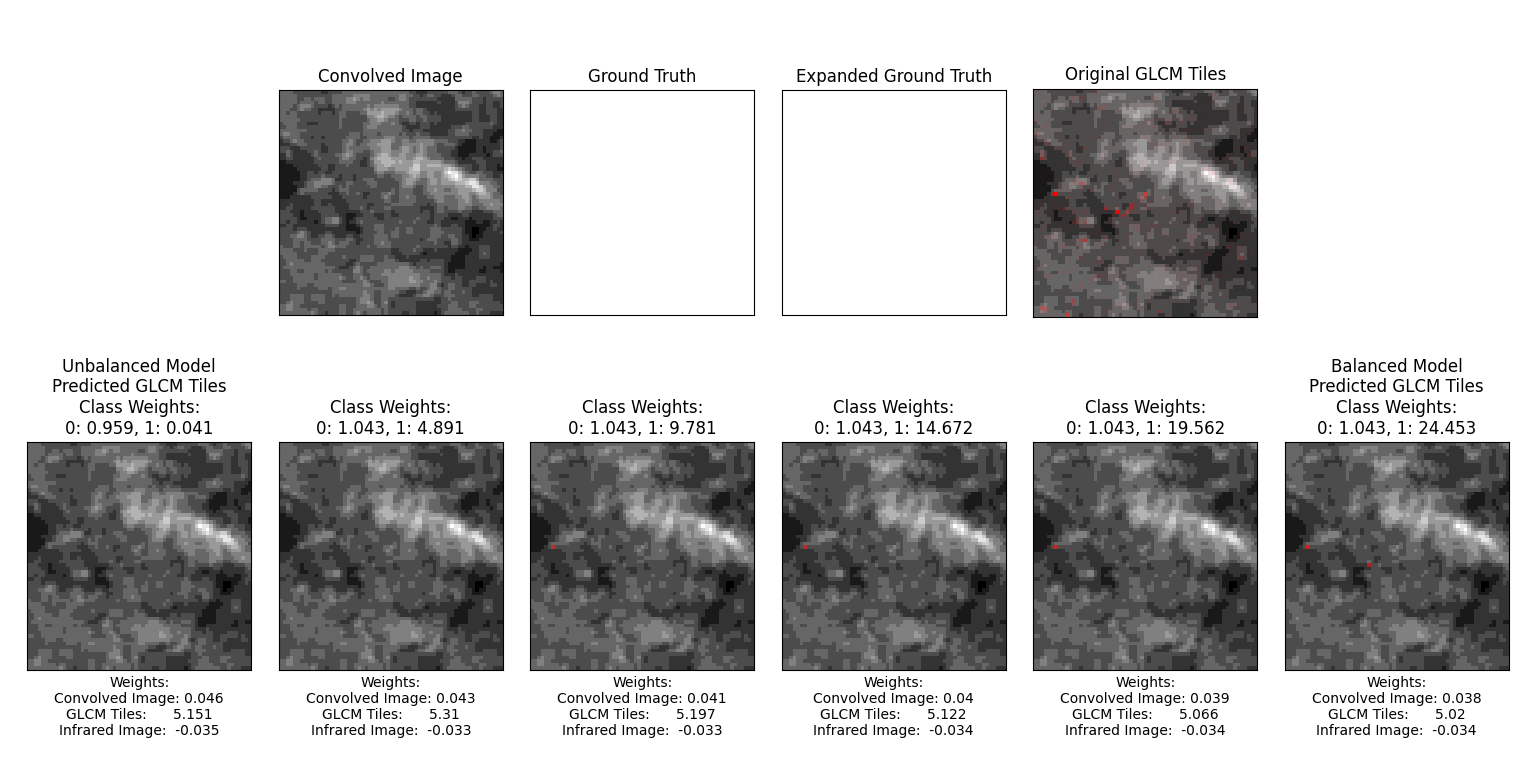 Convolved Image
Ground Truth
Expanded Ground Truth
Original GLCM Tiles
Unbalanced Model
Predicted GLCM Tiles
Class Weights:
0: 0.959, 1: 0.041
Class Weights:
0: 1.043, 1: 4.891
Class Weights:
0: 1.043, 1: 9.781
Class Weights:
0: 1.043, 1: 14.672
Class Weights:
0: 1.043, 1: 19.562
Balanced Model
Predicted GLCM Tiles
Class Weights:
0: 1.043, 1: 24.453
Weights:
Convolved Image: 0.046
GLCM Tiles: 5.151
Infrared Image: -0.035
Weights:
Convolved Image: 0.043
GLCM Tiles: 5.31
Infrared Image: -0.033
Weights:
Convolved Image: 0.041
GLCM Tiles: 5.197
Infrared Image: -0.033
Weights:
Convolved Image: 0.04
GLCM Tiles: 5.122
Infrared Image: -0.034
Weights:
Convolved Image: 0.039
GLCM Tiles: 5.066
Infrared Image: -0.034
Weights:
Convolved Image: 0.038
GLCM Tiles: 5.02
Infrared Image: -0.034